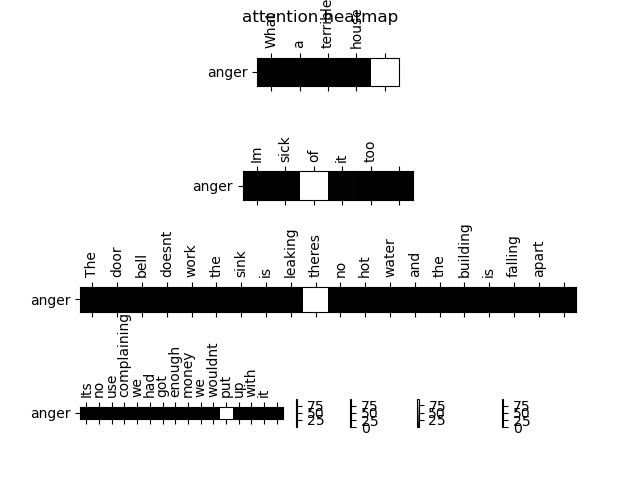 attention heatmap
What a terrible house
anger
Im sick of it too
anger
The door bell doesnt work the sink is leaking theres no hot water and the building is falling apart
anger
Its no use complaining we had got enough money we wouldnt put up with it
anger
75 75 75 75
50 50 50 50
25 25 25 25
0 0